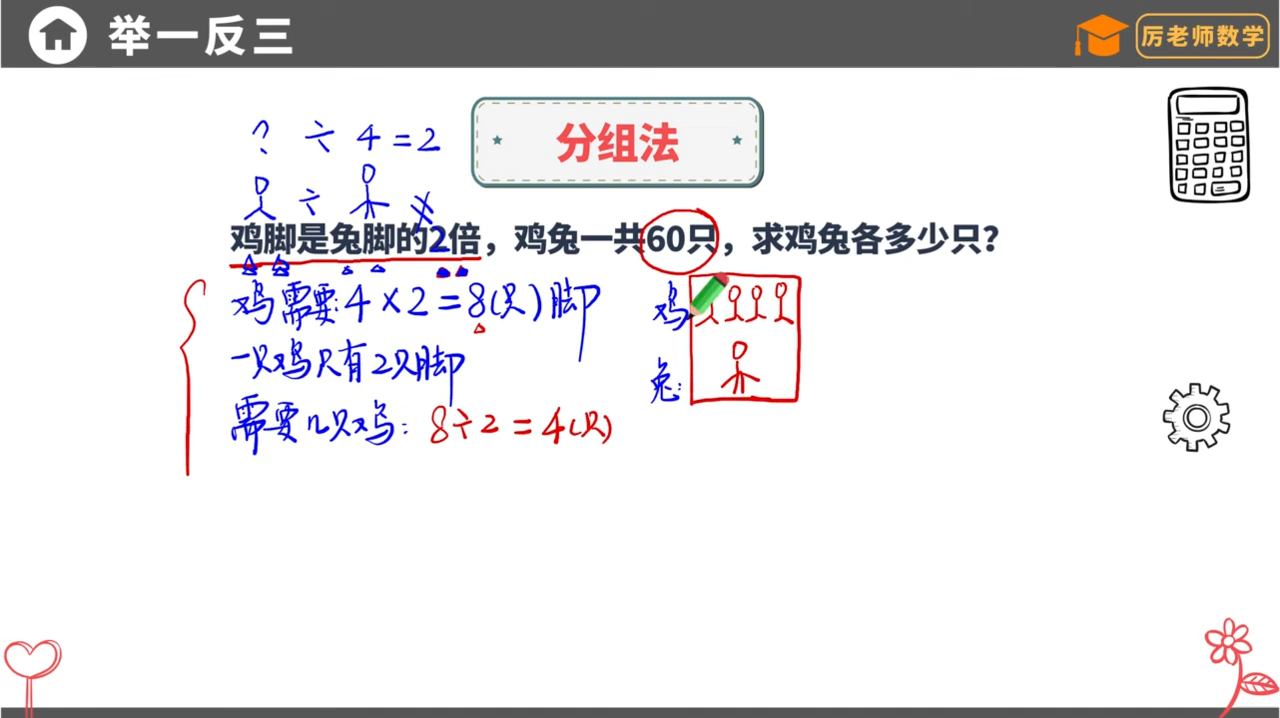 举一反三
厉老师数学
? ÷ 4 = 2
分组法
÷
鸡脚是兔脚的2倍，鸡兔一共60只，求鸡兔各多少只？
鸡需要：4 × 2 = 8(只)脚
鸡
一只鸡只有2只脚
兔：
需要几只鸡：8÷2 = 4(只)